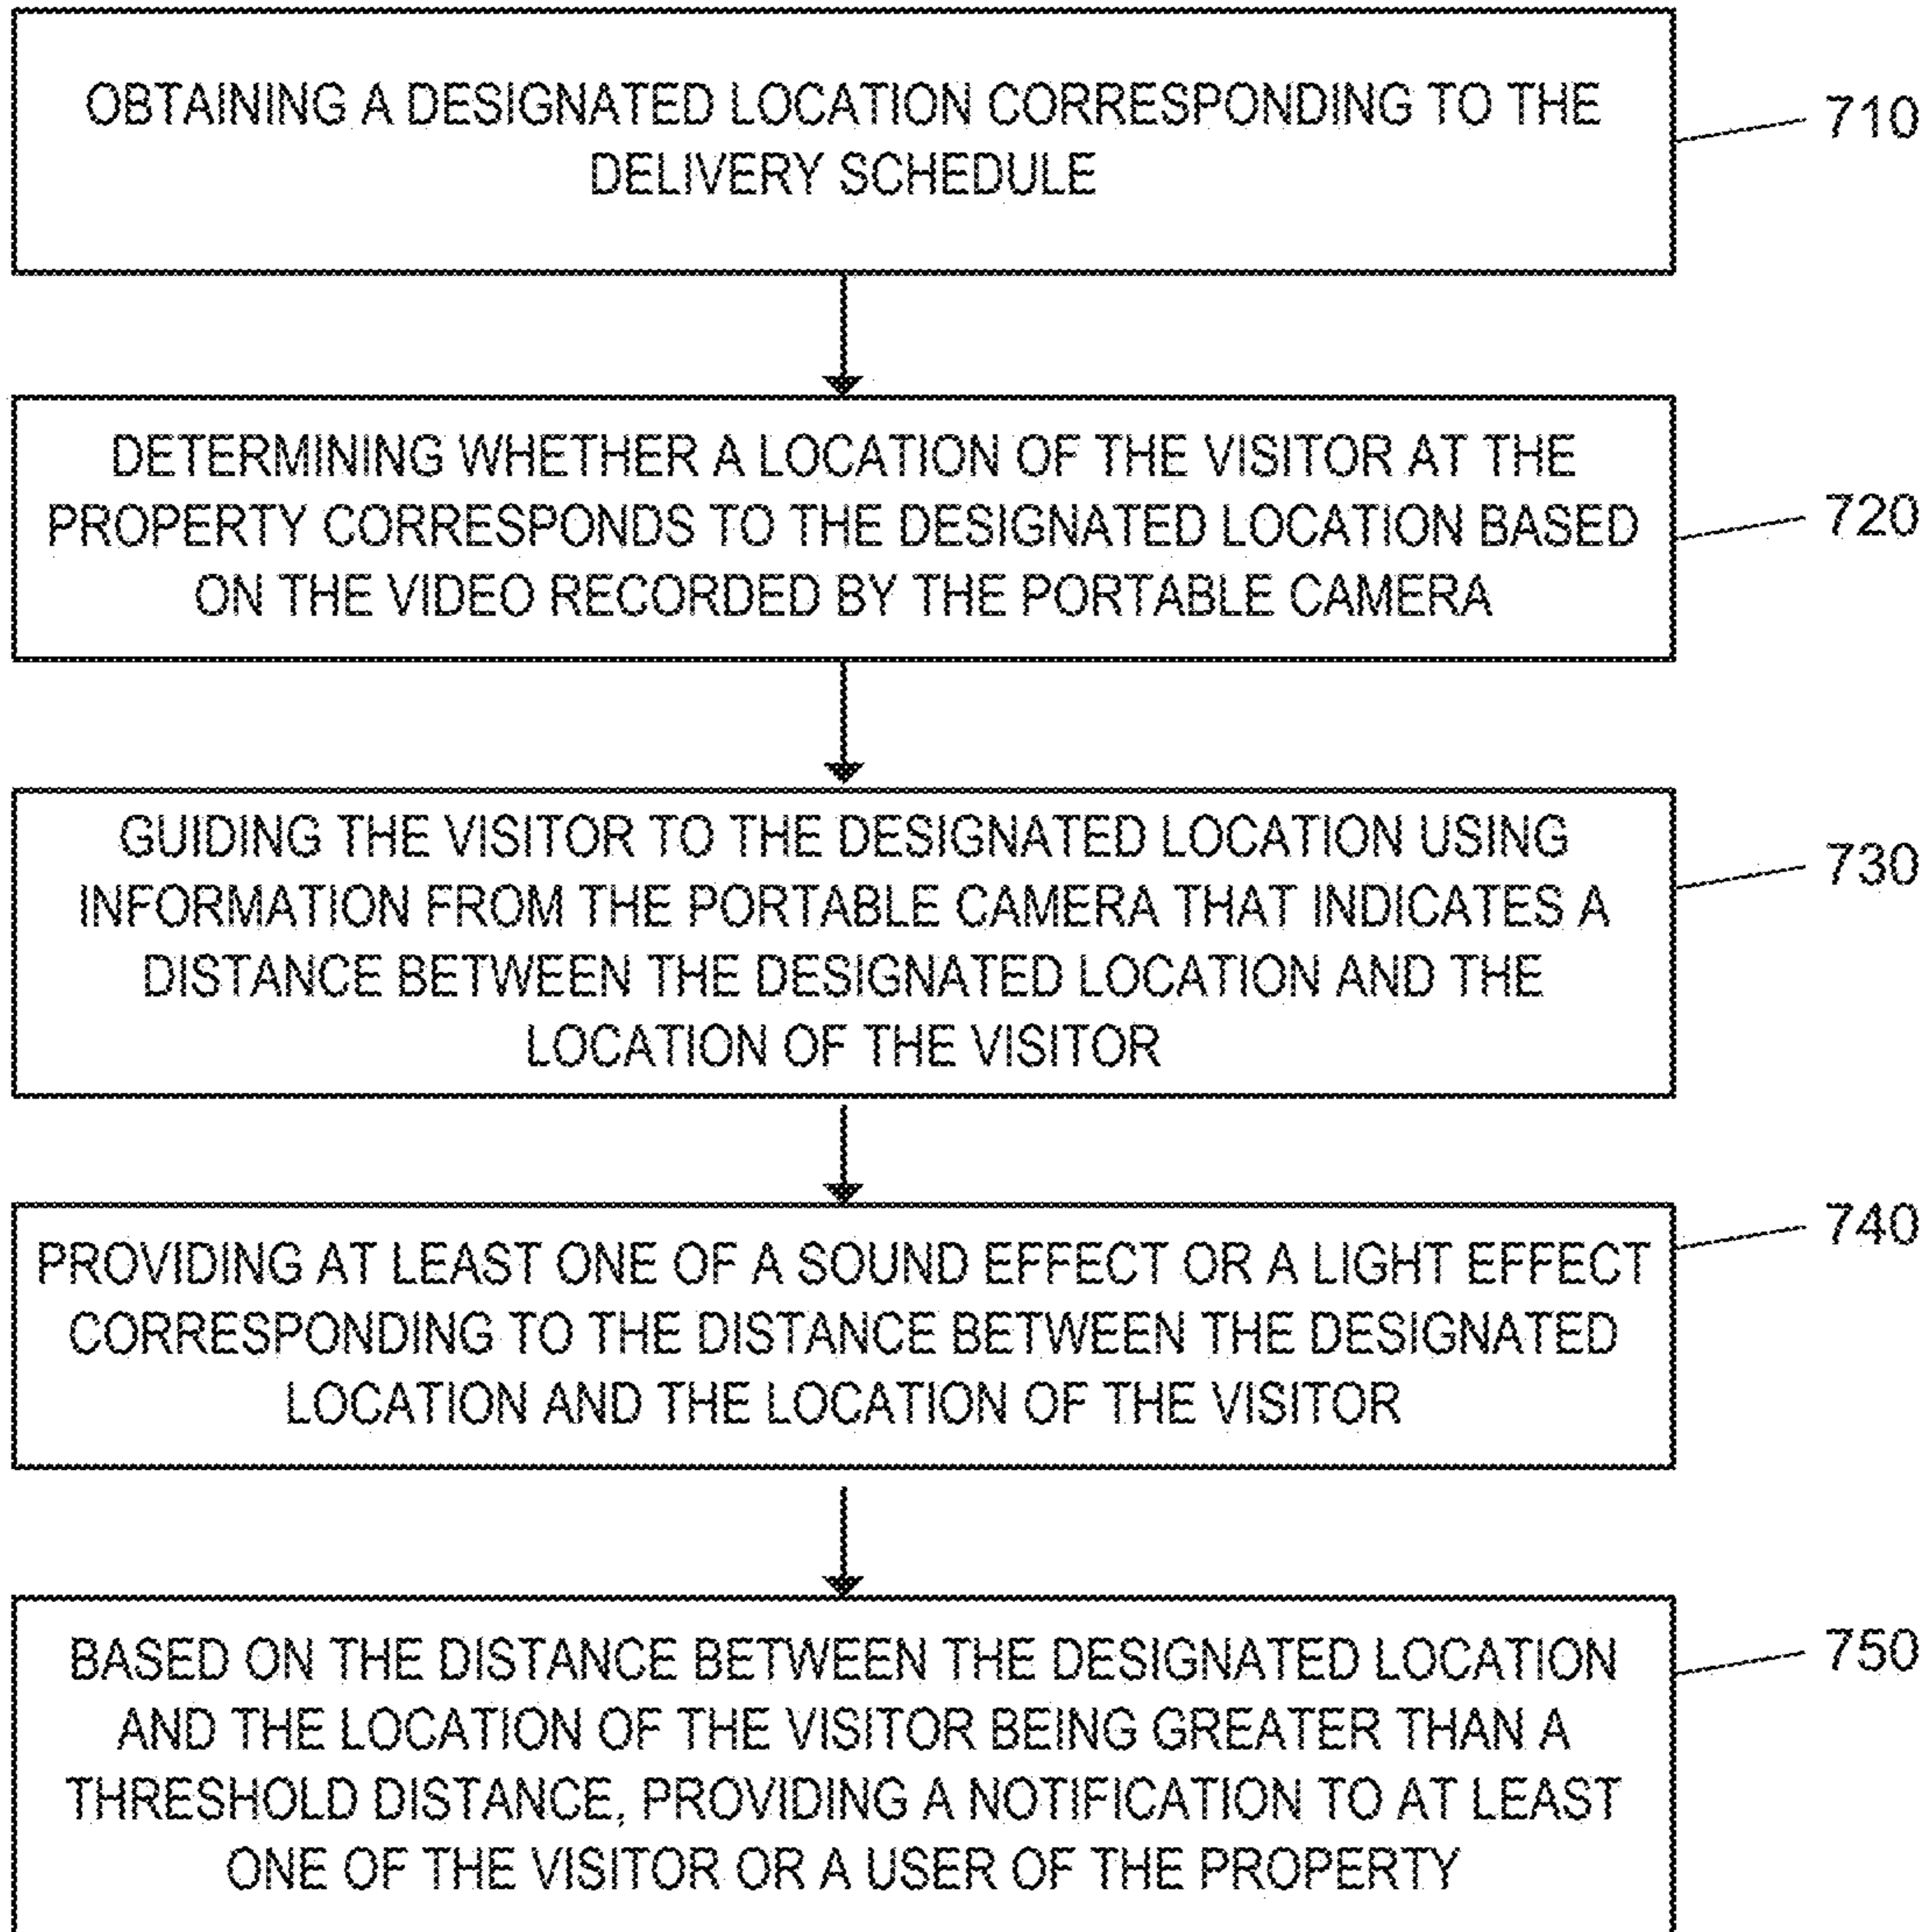 OBTAINING A DESIGNATED LOCATION CORRESPONDING TO THE
DELIVERY SCHEDULE
710
DETERMINING WHETHER A LOCATION OF THE VISITOR AT THE
PROPERTY CORRESPONDS TO THE DESIGNATED LOCATION BASED
ON THE VIDEO RECORDED BY THE PORTABLE CAMERA
720
GUIDING THE VISITOR TO THE DESIGNATED LOCATION USING
INFORMATION FROM THE PORTABLE CAMERA THAT INDICATES A
DISTANCE BETWEEN THE DESIGNATED LOCATION AND THE
LOCATION OF THE VISITOR
730
PROVIDING AT LEAST ONE OF A SOUND EFFECT OR A LIGHT EFFECT
CORRESPONDING TO THE DISTANCE BETWEEN THE DESIGNATED
LOCATION AND THE LOCATION OF THE VISITOR
740
BASED ON THE DISTANCE BETWEEN THE DESIGNATED LOCATION
AND THE LOCATION OF THE VISITOR BEING GREATER THAN A
THRESHOLD DISTANCE, PROVIDING A NOTIFICATION TO AT LEAST
ONE OF THE VISITOR OR A USER OF THE PROPERTY
750